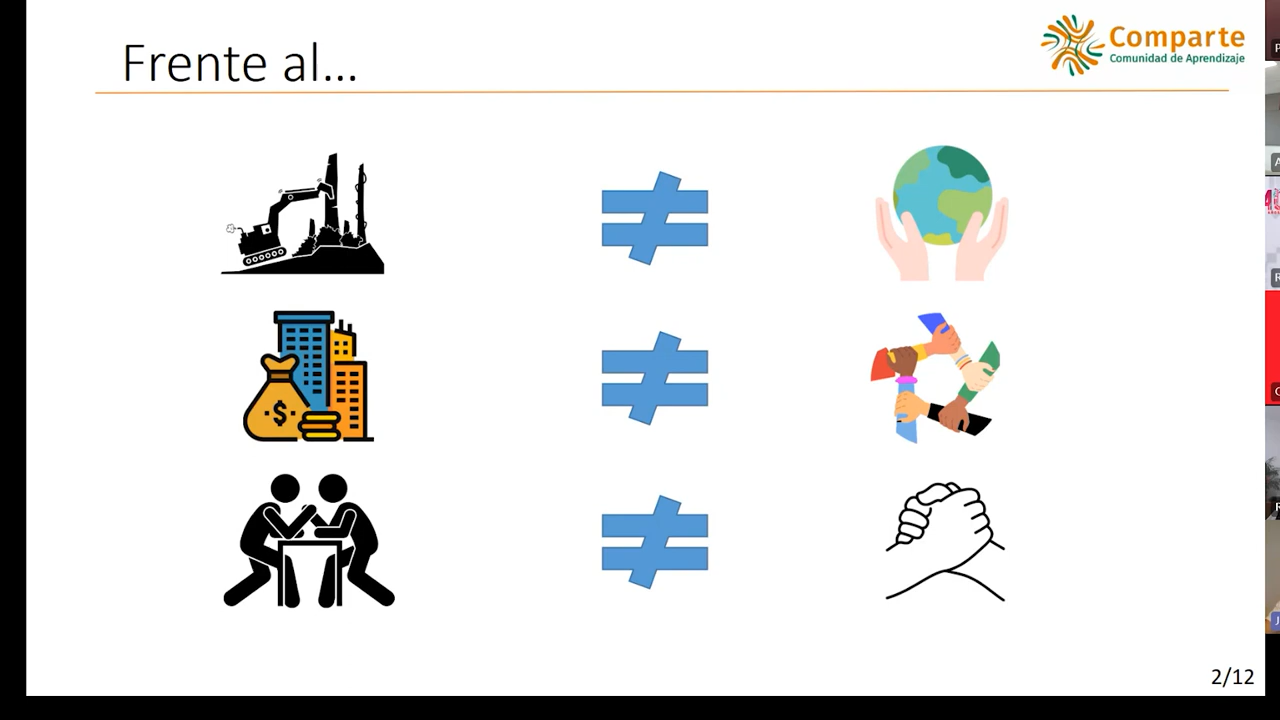 Frente al...
Comparte
Comunidad de Aprendizaje
$
2/12